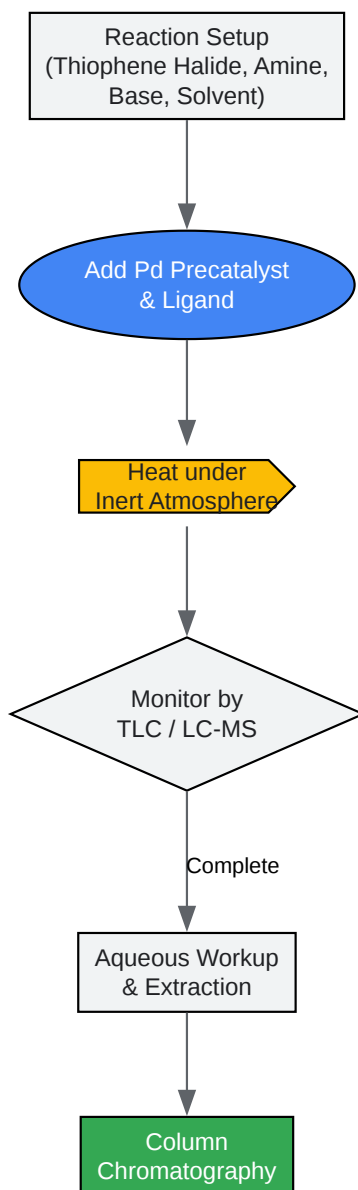 Reaction Setup
(Thiophene Halide, Amine,
Base, Solvent)
Add Pd Precatalyst
& Ligand
Heat under
Inert Atmosphere
Monitor by
TLC / LC-MS
Complete
Aqueous Workup
& Extraction
Column
Chromatography